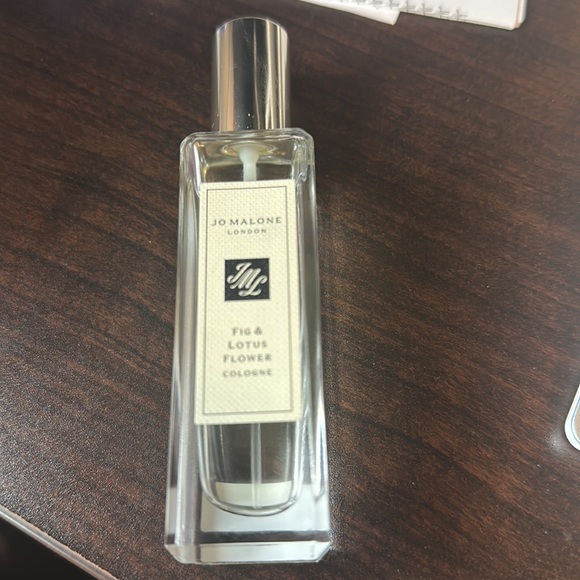 JO MALONE
LONDON
JML
FIG &
LOTUS
FLOWER
COLOGNE